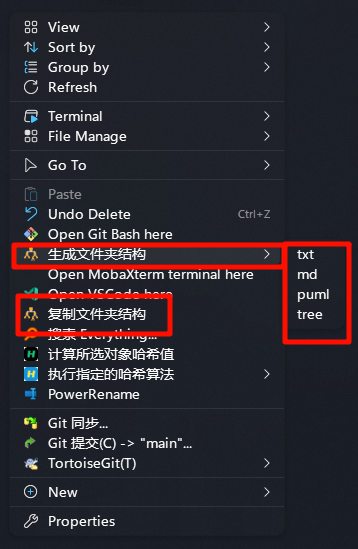 View
Sort by
Group by
Refresh
Terminal
File Manage
Go To
Paste
Undo Delete Ctrl+Z
Open Git Bash here
生成文件夹结构
txt
md
puml
tree
Open MobaXterm terminal here
Open VSCode here
复制文件夹结构
搜索 Everything...
计算所选对象哈希值
执行指定的哈希算法
PowerRename
Git 同步...
Git 提交(C) -> "main"...
TortoiseGit(T)
New
Properties